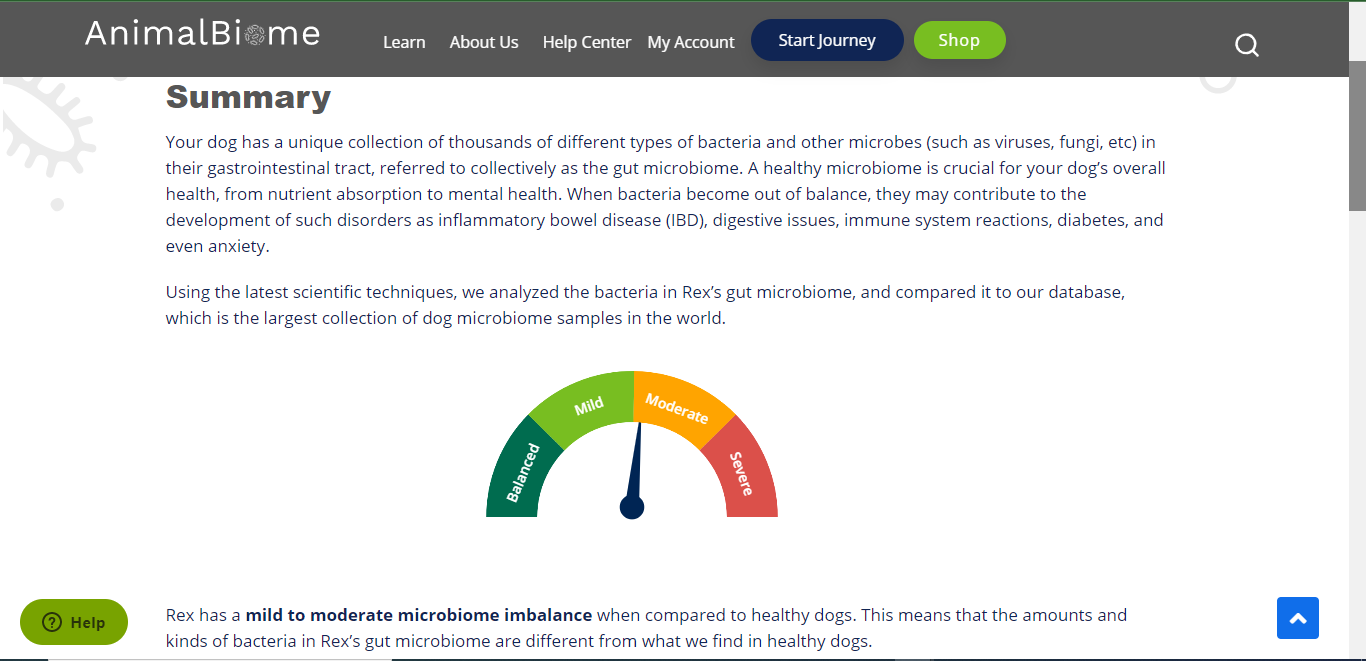 AnimalBiome
Learn About Us Help Center My Account Start Journey Shop
Summary
Your dog has a unique collection of thousands of different types of bacteria and other microbes (such as viruses, fungi, etc) in
their gastrointestinal tract, referred to collectively as the gut microbiome. A healthy microbiome is crucial for your dog's overall
health, from nutrient absorption to mental health. When bacteria become out of balance, they may contribute to the
development of such disorders as inflammatory bowel disease (IBD), digestive issues, immune system reactions, diabetes, and
even anxiety.
Using the latest scientific techniques, we analyzed the bacteria in Rex's gut microbiome, and compared it to our database,
which is the largest collection of dog microbiome samples in the world.
Balanced
Mild
Moderate
Severe
Rex has a mild to moderate microbiome imbalance when compared to healthy dogs. This means that the amounts and
kinds of bacteria in Rex's gut microbiome are different from what we find in healthy dogs.
? Help